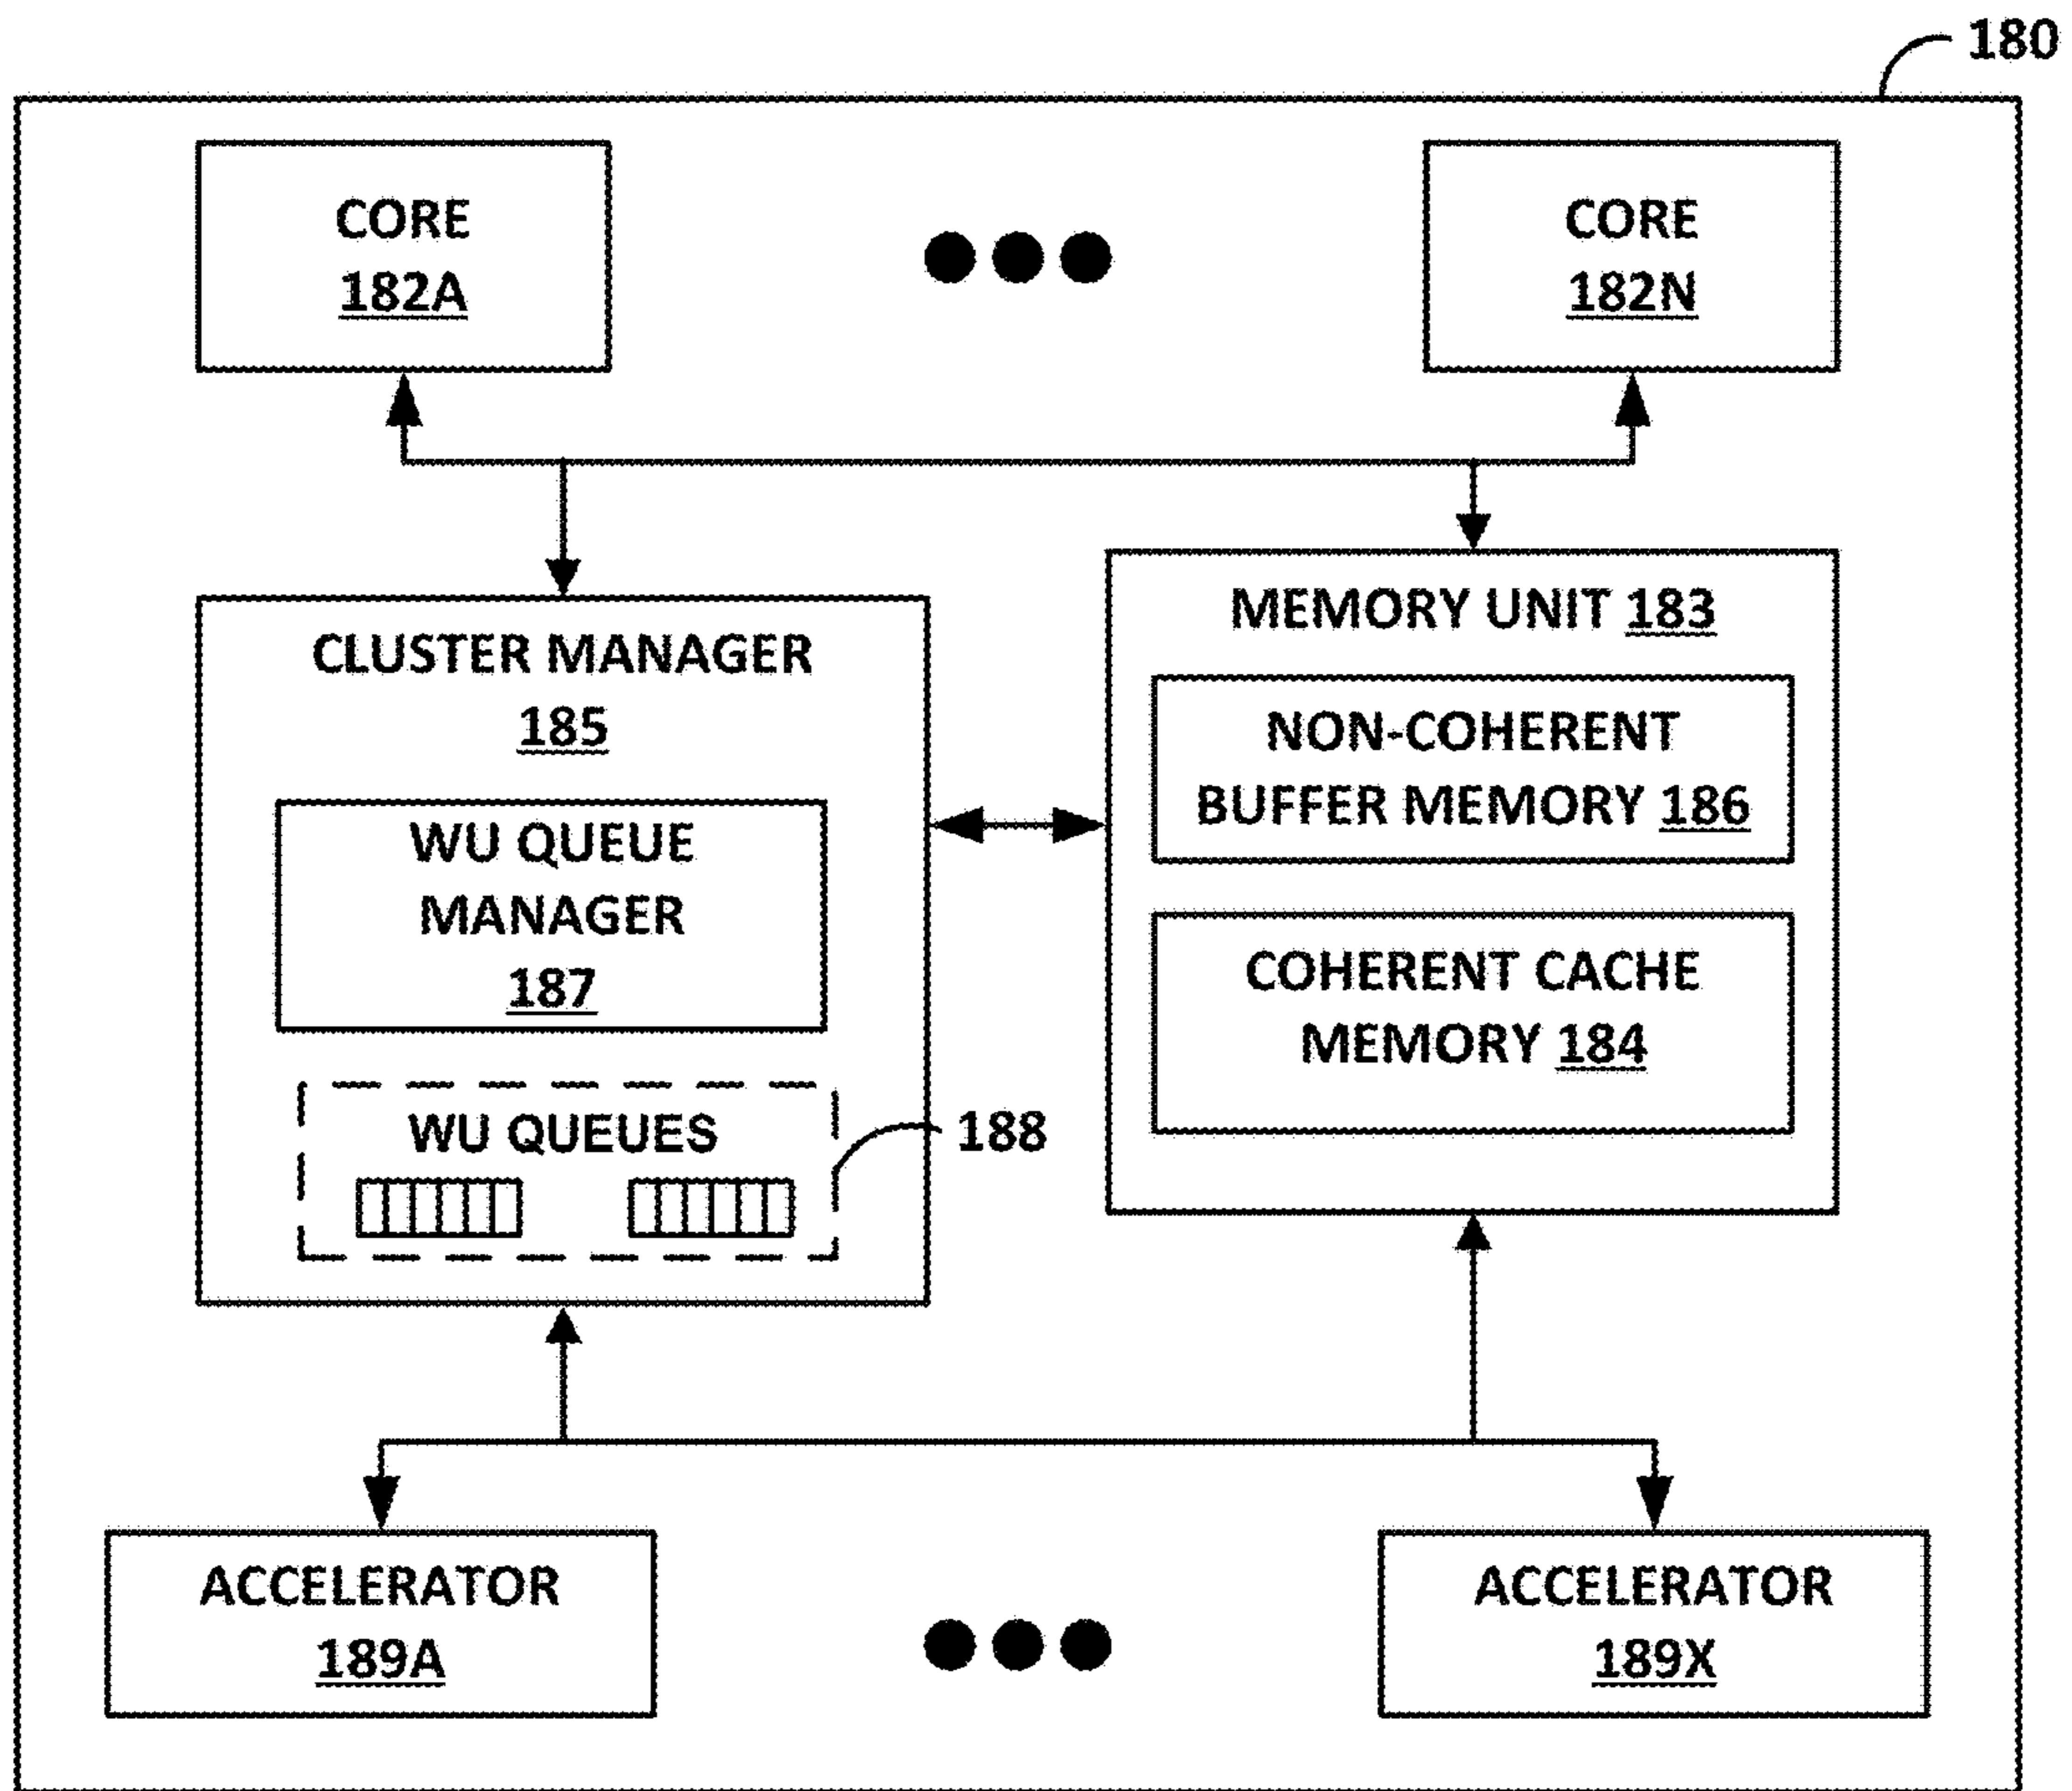 180
CORE
182A
CORE
182N
CLUSTER MANAGER
185
WU QUEUE
MANAGER
187
WU QUEUES
188
MEMORY UNIT 183
NON-COHERENT
BUFFER MEMORY 186
COHERENT CACHE
MEMORY 184
ACCELERATOR
189A
ACCELERATOR
189X